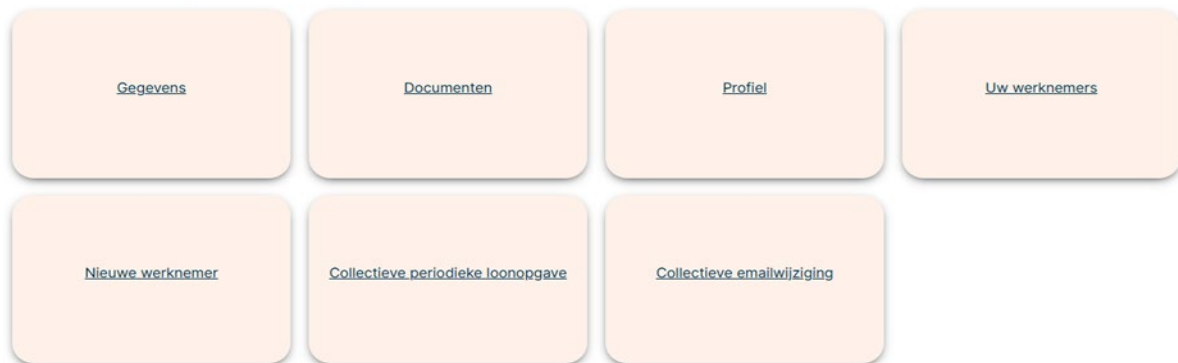 Gegevens
Documenten
Profiel
Uw werknemers
Nieuwe werknemer
Collectieve periodieke loonopgave
Collectieve emailwijziging